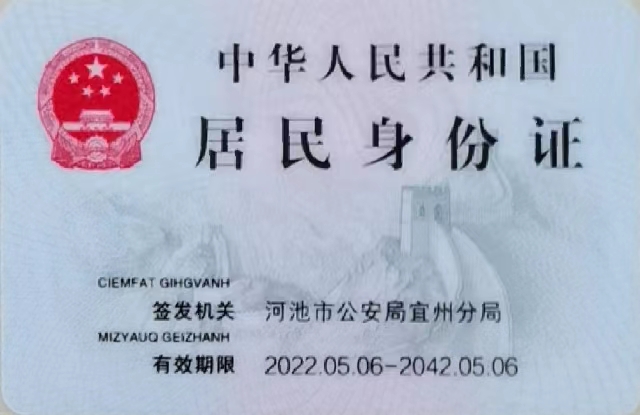 中华人民共和国
居民身份证
CIEMFAT GIHGVANH
签发机关 河池市公安局宜州分局
MIZYAUQ GEIZHANH
有效期限 2022.05.06-2042.05.06